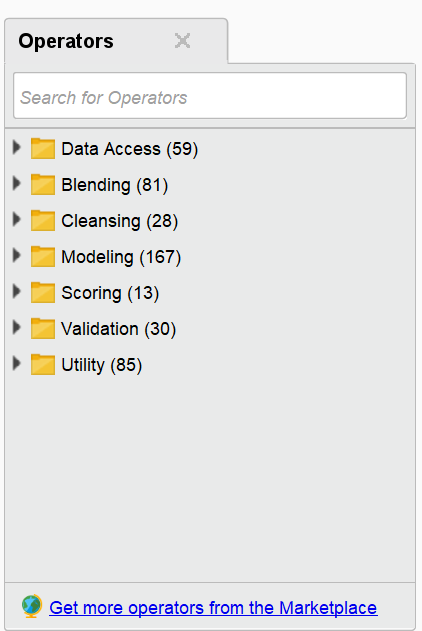 Operators
Search for Operators
Data Access (59)
Blending (81)
Cleansing (28)
Modeling (167)
Scoring (13)
Validation (30)
Utility (85)
Get more operators from the Marketplace